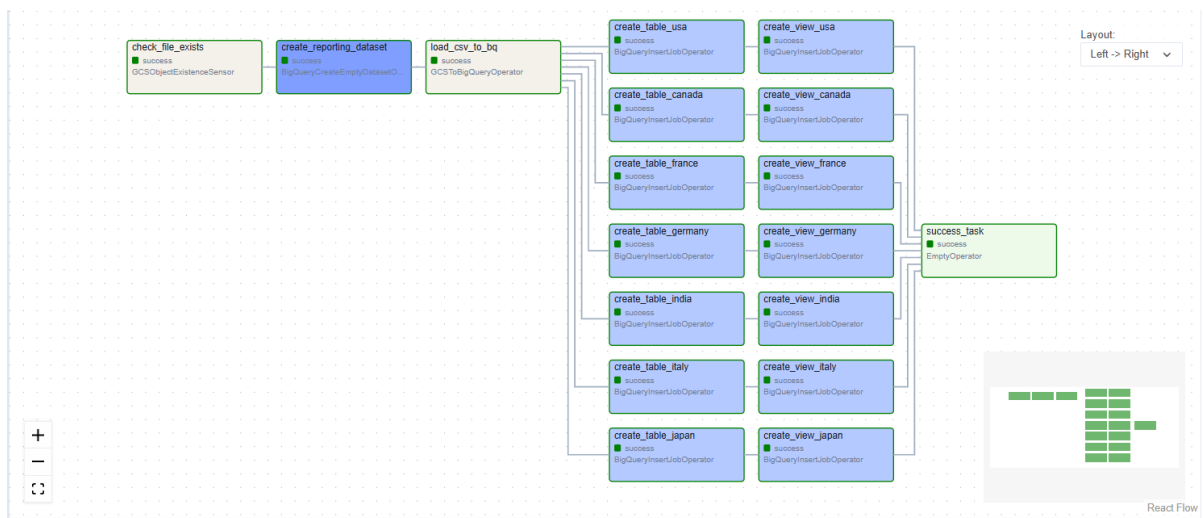 check_file_exists
success
GCSObjectExistenceSensor
create_reporting_dataset
success
BigQueryCreateEmptyDatasetO...
load_csv_to_bq
success
GCSToBigQueryOperator
create_table_usa
success
BigQueryInsertJobOperator
create_view_usa
success
BigQueryInsertJobOperator
create_table_canada
success
BigQueryInsertJobOperator
create_view_canada
success
BigQueryInsertJobOperator
create_table_france
success
BigQueryInsertJobOperator
create_view_france
success
BigQueryInsertJobOperator
create_table_germany
success
BigQueryInsertJobOperator
create_view_germany
success
BigQueryInsertJobOperator
create_table_india
success
BigQueryInsertJobOperator
create_view_india
success
BigQueryInsertJobOperator
create_table_italy
success
BigQueryInsertJobOperator
create_view_italy
success
BigQueryInsertJobOperator
create_table_japan
success
BigQueryInsertJobOperator
create_view_japan
success
BigQueryInsertJobOperator
success_task
success
EmptyOperator
Layout:
Left -> Right
React Flow